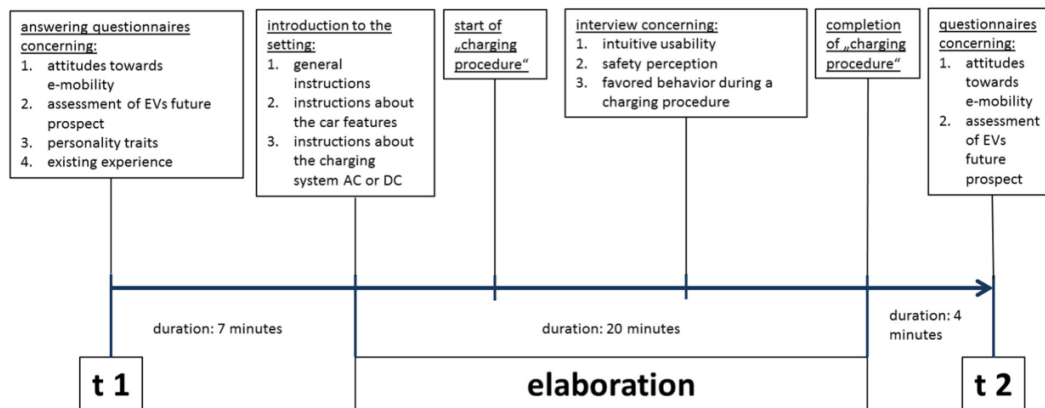 answering questionnaires
concerning:
1. attitudes towards
e-mobility
2. assessment of EVs future
prospect
3. personality traits
4. existing experience
introduction to the
setting:
1. general
instructions
2. instructions about
the car features
3. instructions about
the charging
system AC or DC
start of
„charging
procedure“
interview concerning:
1. intuitive usability
2. safety perception
3. favored behavior during a
charging procedure
completion
of „charging
procedure“
questionnaires
concerning:
1. attitudes
towards
e-mobility
2. assessment
of EVs
future
prospect
duration: 7 minutes
duration: 20 minutes
duration: 4
minutes
t 1
elaboration
t 2